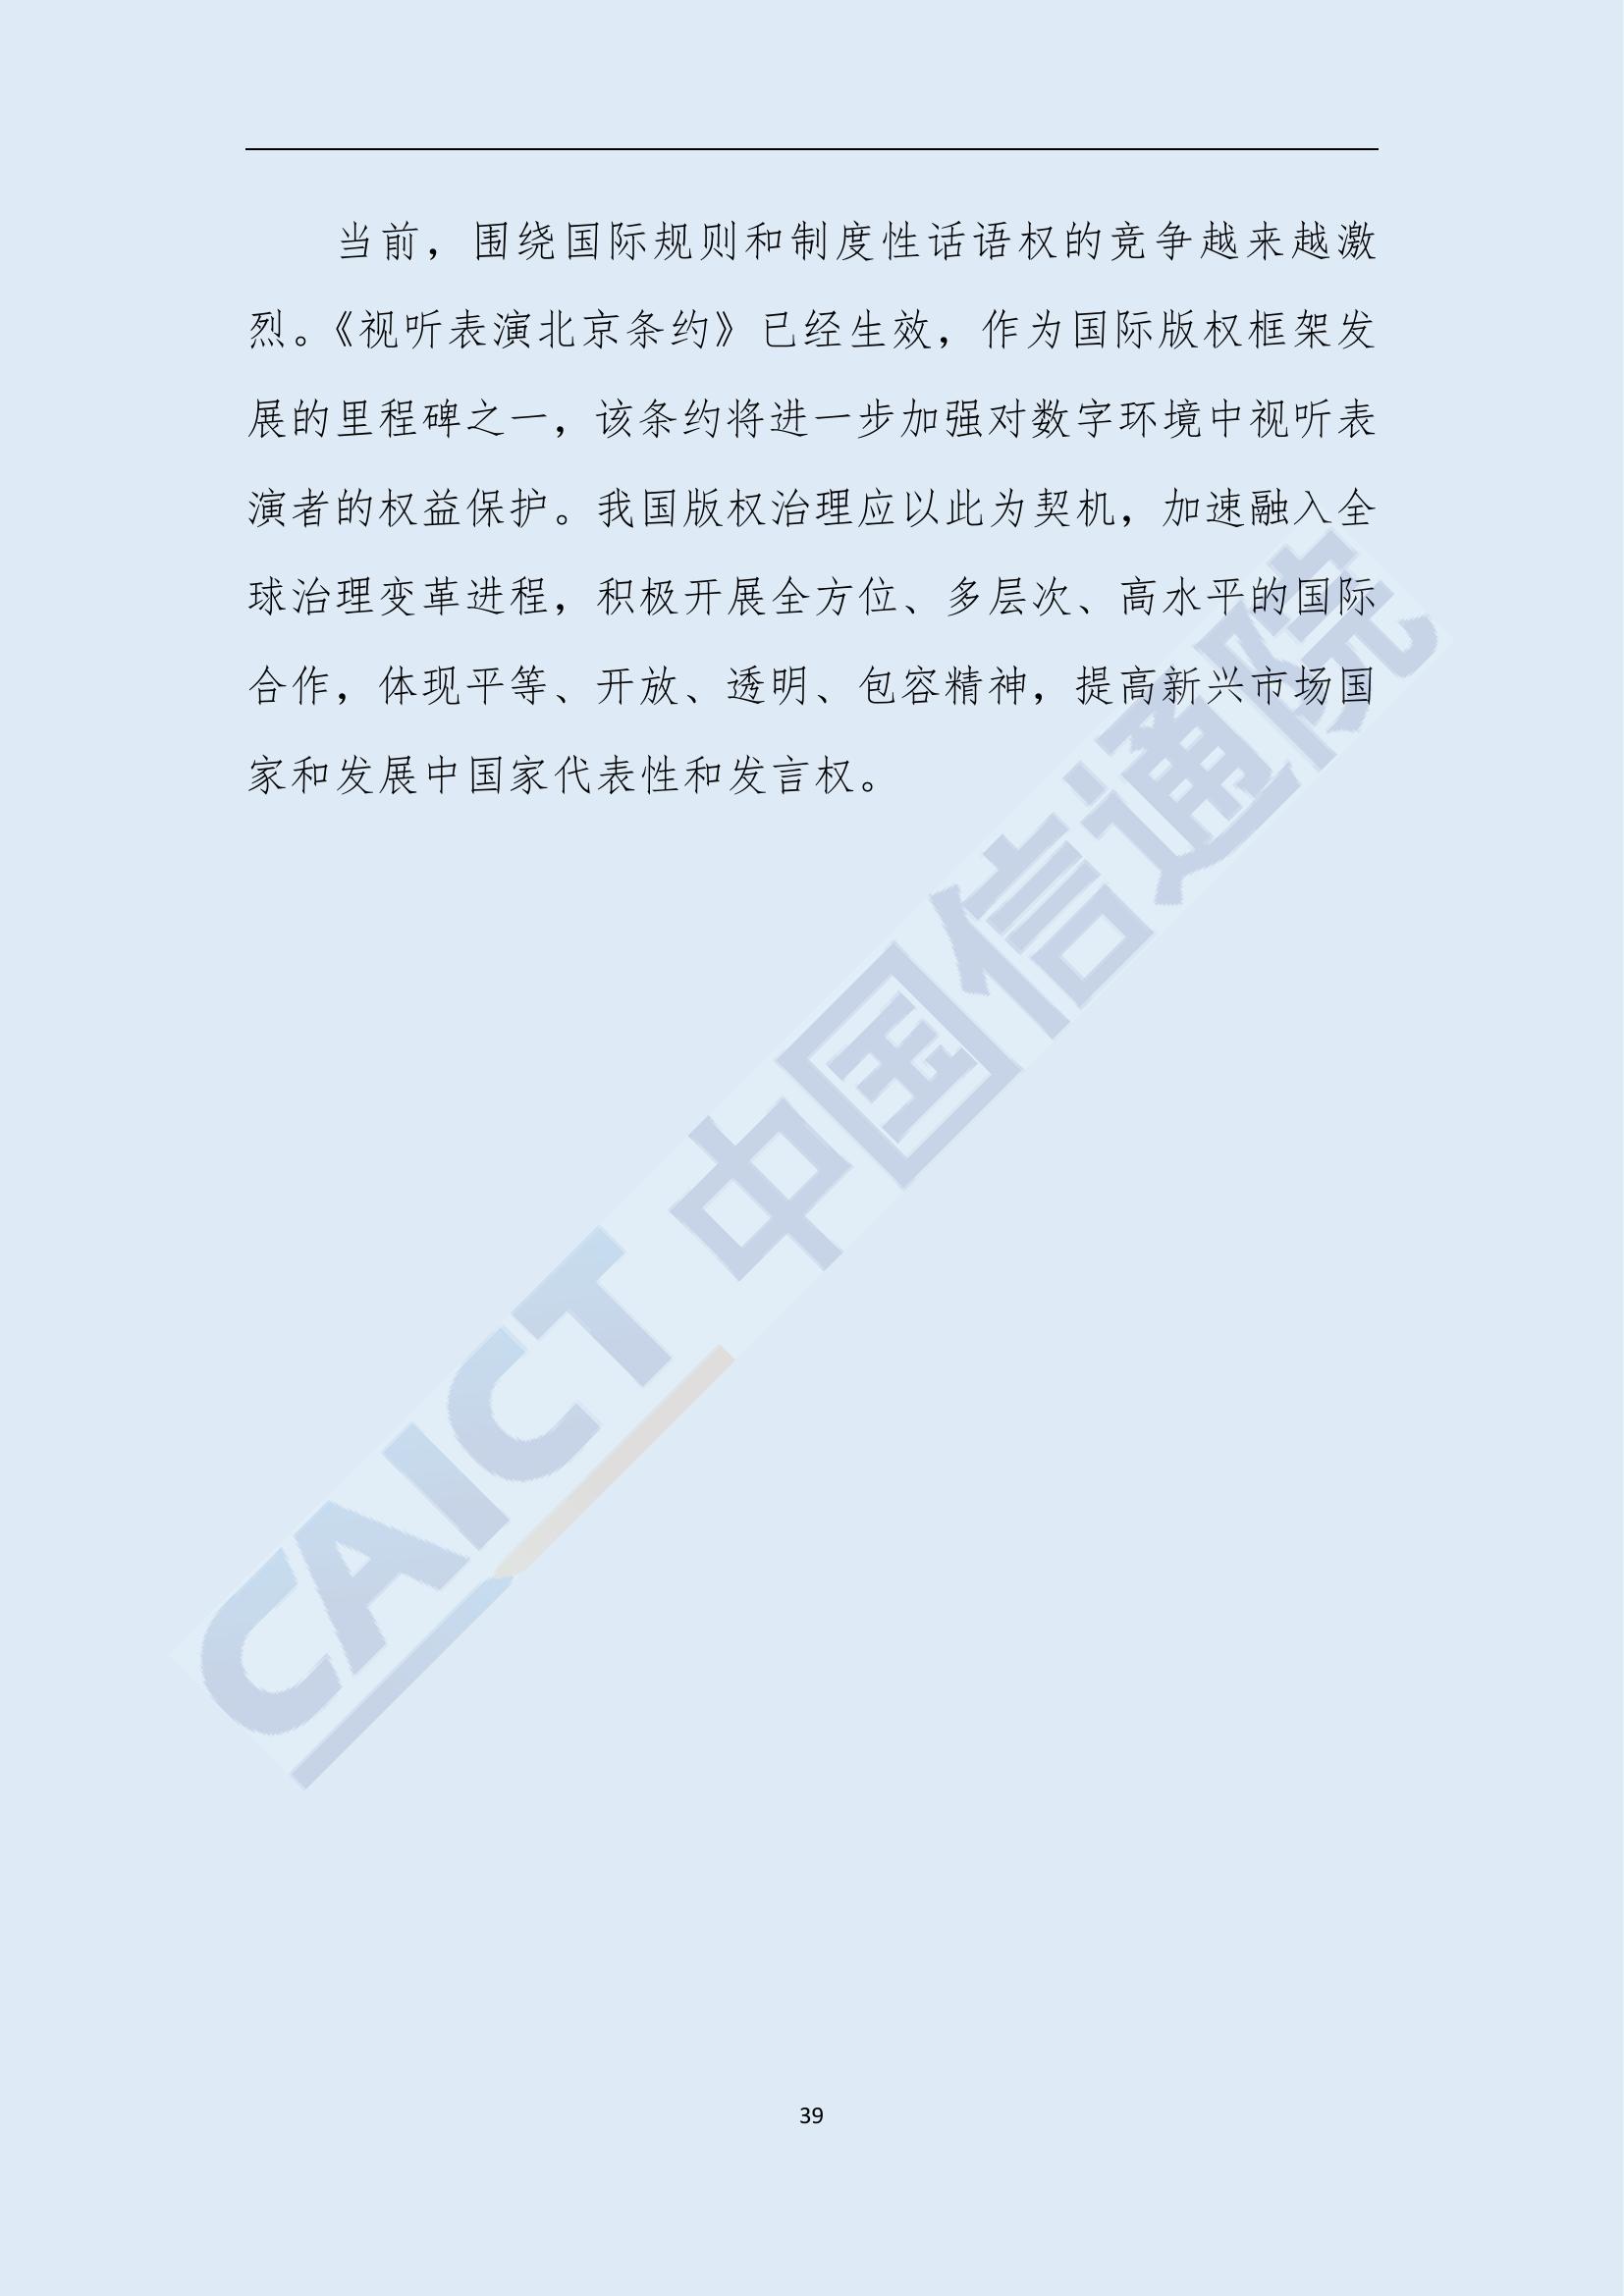 当前，围绕国际规则和制度性话语权的竞争越来越激
烈。《视听表演北京条约》已经生效，作为国际版权框架发
展的里程碑之一，该条约将进一步加强对数字环境中视听表
演者的权益保护。我国版权治理应以此为契机，加速融入全
球治理变革进程，积极开展全方位、多层次、高水平的国际
合作，体现平等、开放、透明、包容精神，提高新兴市场国
家和发展中国家代表性和发言权。
CAICT 中国信通院
39